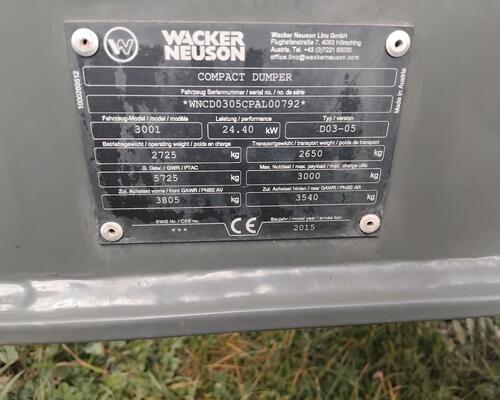 WACKER
NEUSON
Wacker Neuson Linz GmbH
Flughafenstraße 7, 4063 Hörsching
Austria, Tel. +43 (0)7221 63000
office.linz@wackerneuson.com
COMPACT DUMPER
Fahrzeug Seriennummer / serial no. / no. de série
*WNCD0305CPAL00792*
Fahrzeug-Model / model / modèle
Leistung / performance
Typ / version
3001
24.40 kW
D03-05
Betriebsgewicht / operating weight / poids en charge
Transportgewicht / transport weight / poids de transport
2725 kg
2650 kg
G. Gew. / GWR / PTAC
Max. Nutzlast / max. payload / max. charge utile
5725 kg
3000 kg
Zul. Achslast vorne / front GAWR / PNBE AV
Zul. Achslast hinten / rear GAWR / PNBE AR
3805 kg
3540 kg
EWG Nr. / CEE no.
***
CE
Baujahr / model year / année fabr.
2015
1000269512
Made in Austria